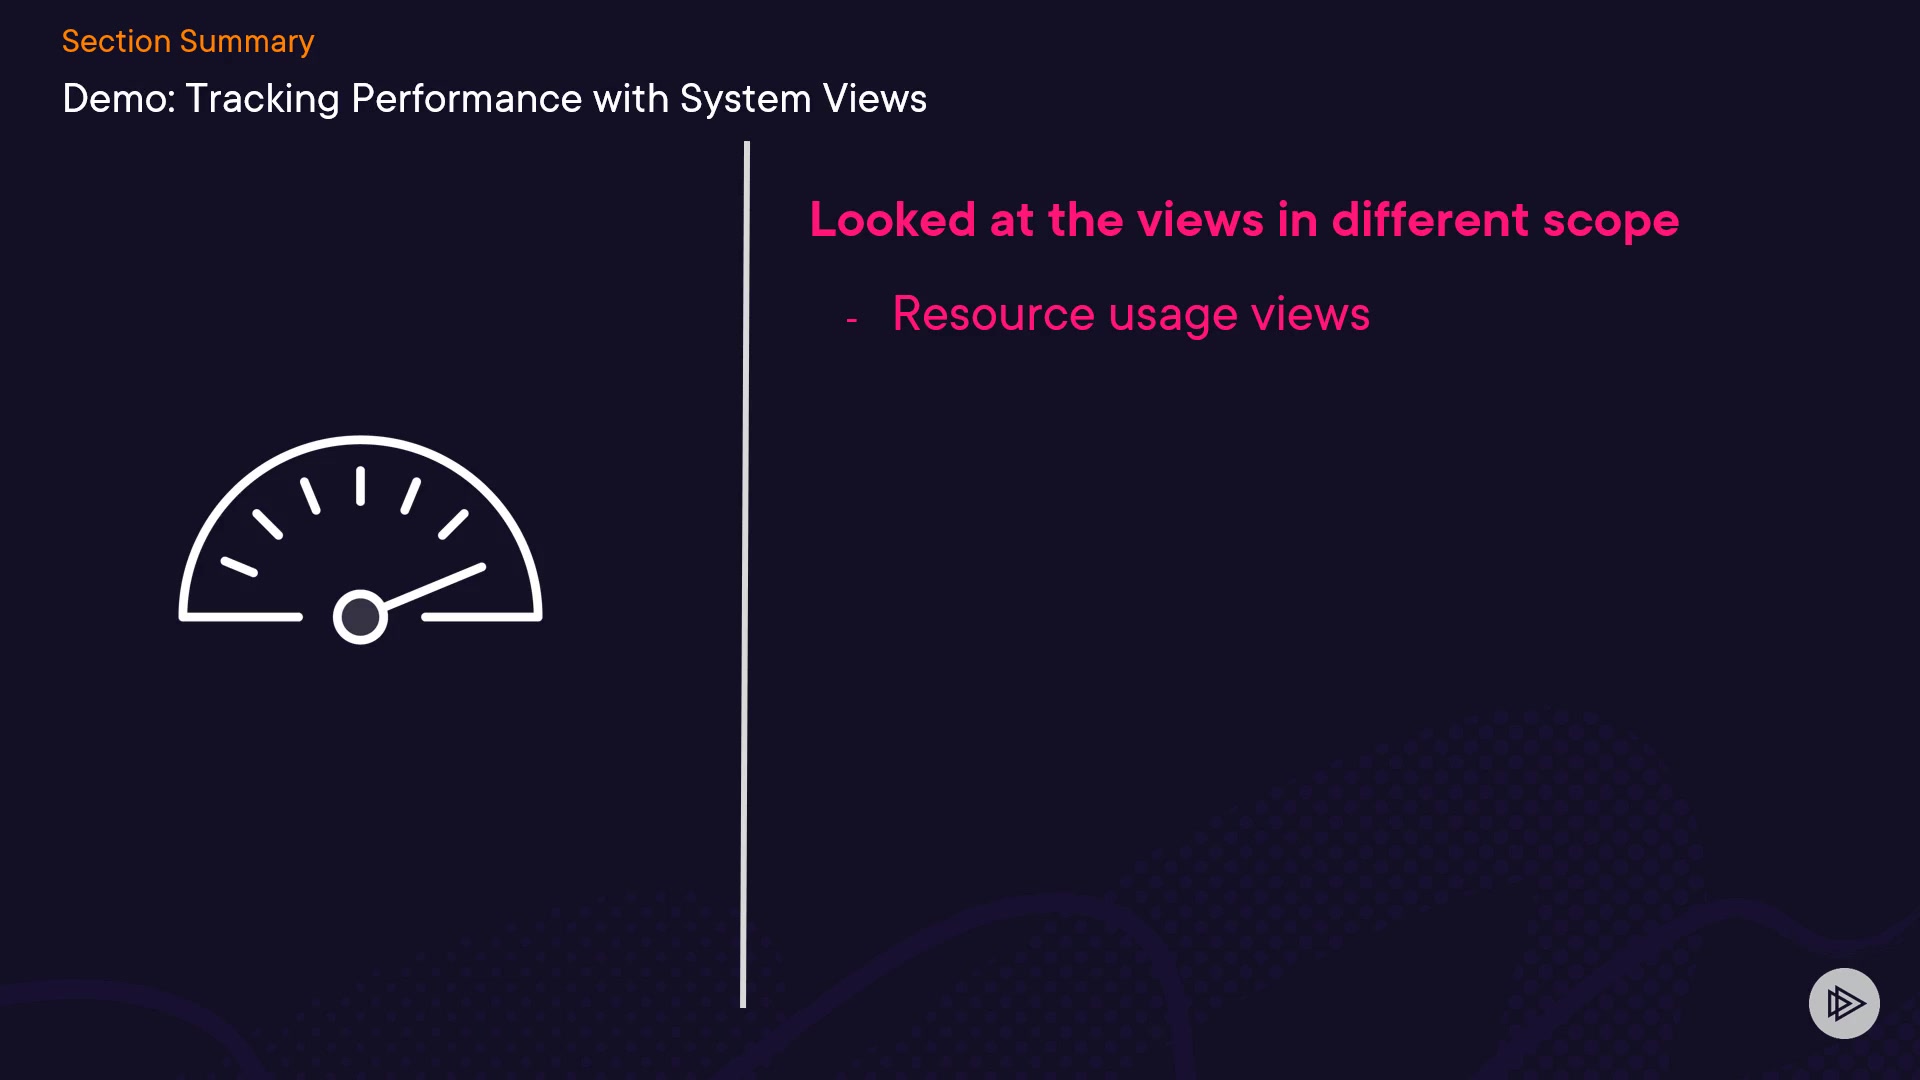 Section Summary
Demo: Tracking Performance with System Views
Looked at the views in different scope
- Resource usage views